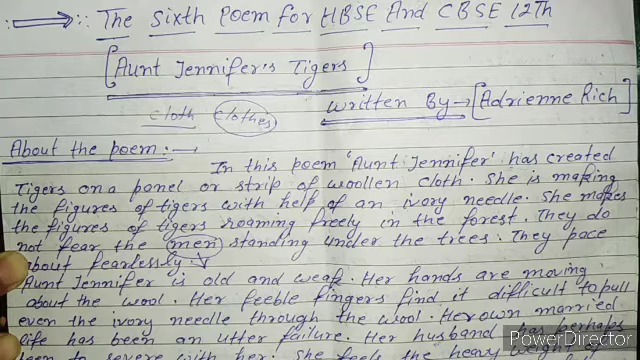 The Sixth Poem for HBSE And CBSE 12Th
[Aunt Jennifer's Tigers]
cloth clothes
written By → [Adrienne Rich]
About the poem: →
In this poem 'Aunt Jennifer' has created
Tigers on a panel or strip of woollen cloth. She is making
the figures of tigers with help of an ivory needle. She makes
the figures of tigers roaming freely in the forest. They do
not fear the men standing under the trees. They pace
about fearlessly.
Aunt Jennifer is old and weak. Her hands are moving
about the wool. Her feeble fingers find it difficult to pull
even the ivory needle through the wool. Her own married
life has been an utter failure. Her husband has perhaps
been to severe with her. She feels the heavy weight
PowerDirector